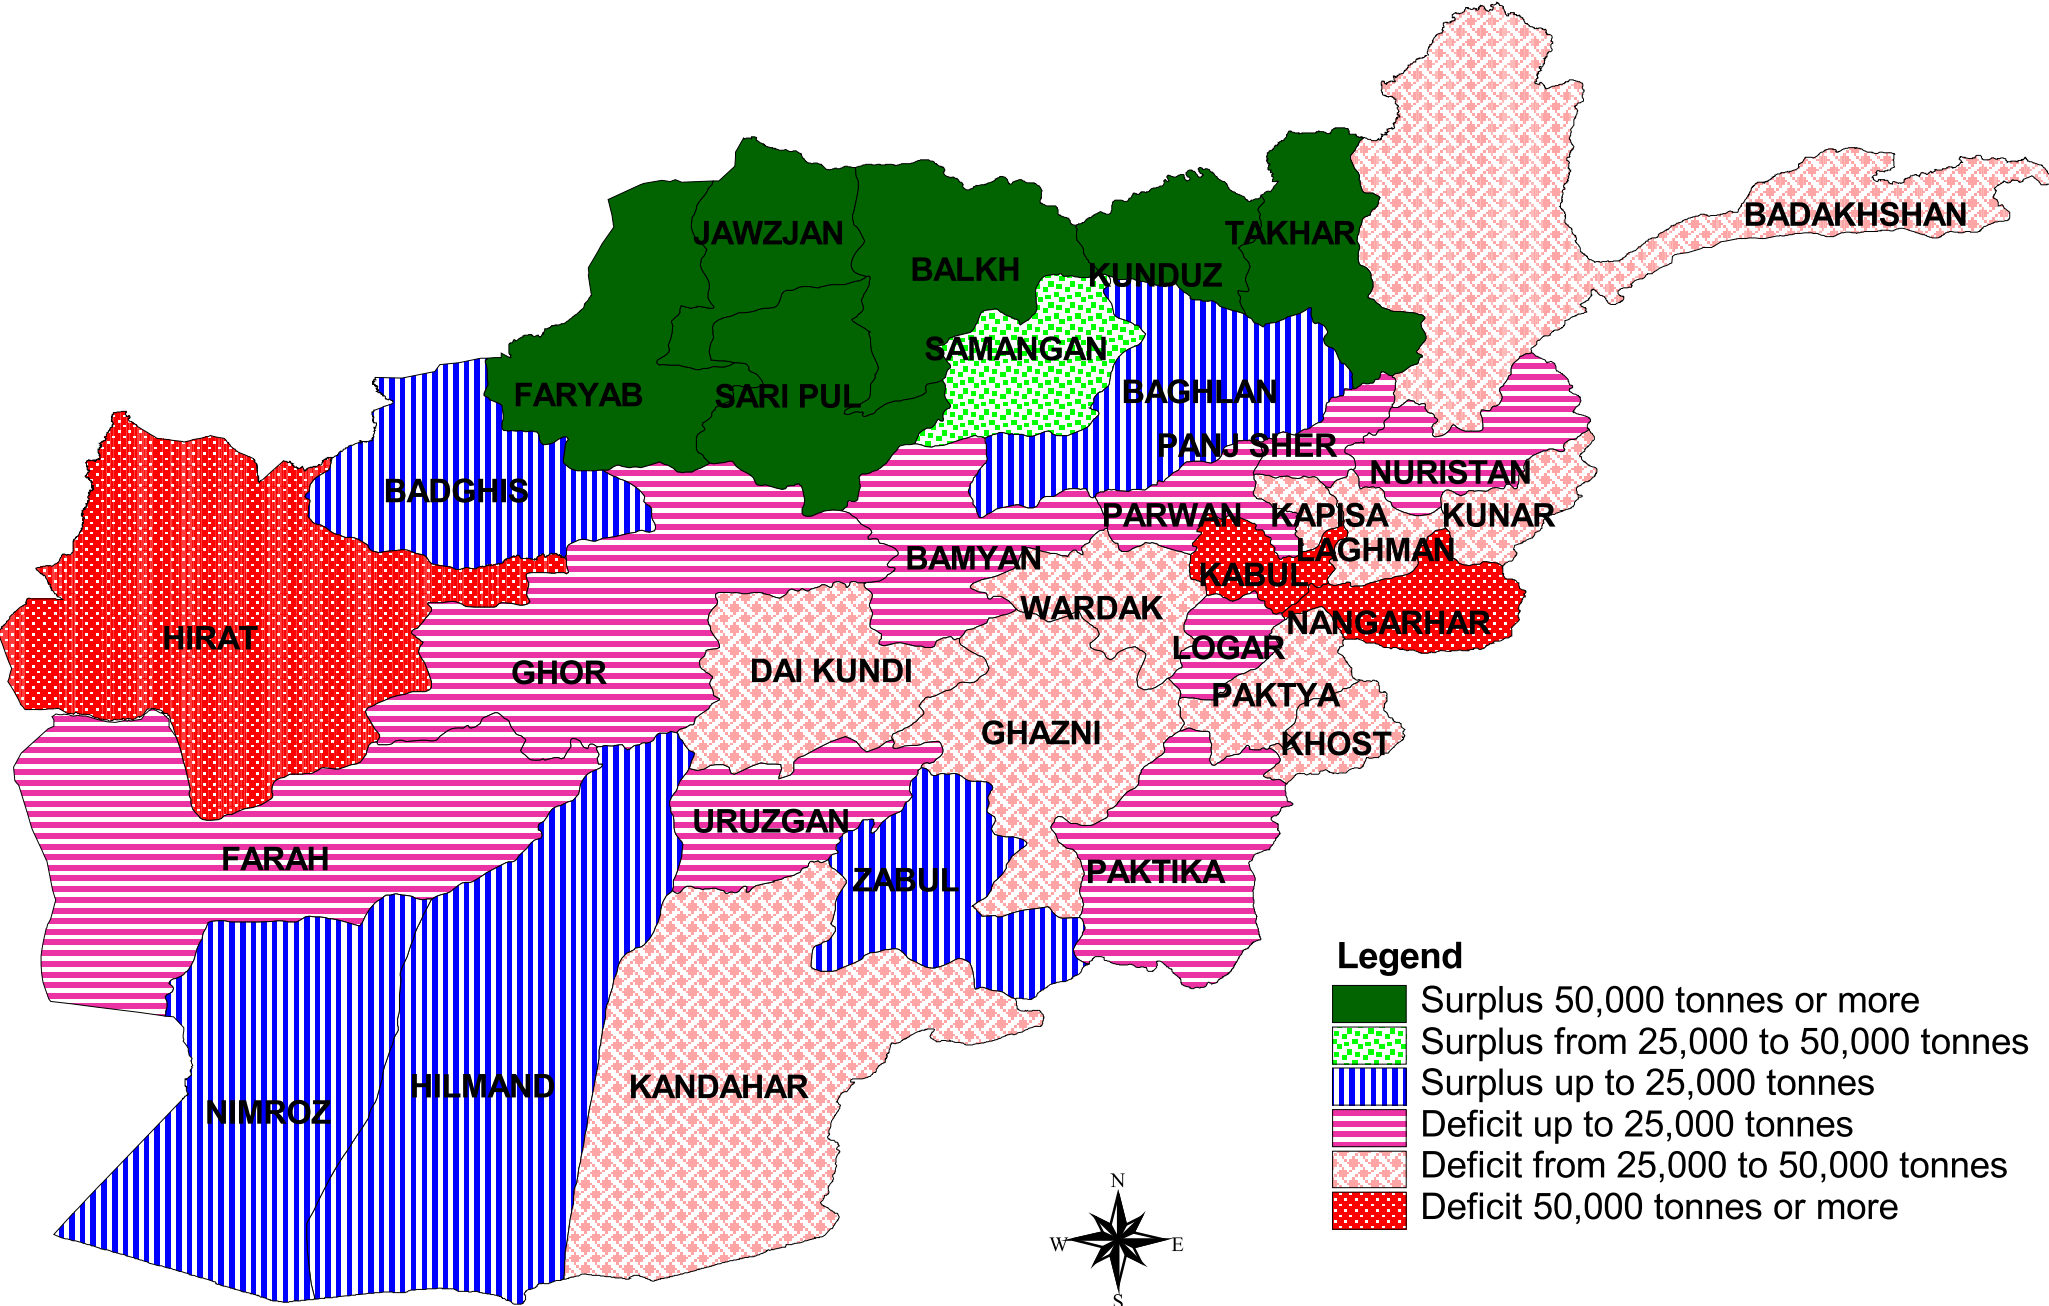 JAWZJAN
TAKHAR
BADAKHSHAN
BALKH
KUNDUZ
SAMANGAN
FARYAB
SARI PUL
BAGHLAN
PANJ SHER
NURISTAN
BADGHIS
PARWAN
KAPISA
KUNAR
BAMYAN
LAGHMAN
KABUL
WARDAK
NANGARHAR
HIRAT
LOGAR
GHOR
DAI KUNDI
PAKTYA
GHAZNI
KHOST
URUZGAN
FARAH
ZABUL
PAKTIKA
HILMAND
KANDAHAR
NIMROZ
Legend
Surplus 50,000 tonnes or more
Surplus from 25,000 to 50,000 tonnes
Surplus up to 25,000 tonnes
Deficit up to 25,000 tonnes
Deficit from 25,000 to 50,000 tonnes
Deficit 50,000 tonnes or more
N
W
E
S